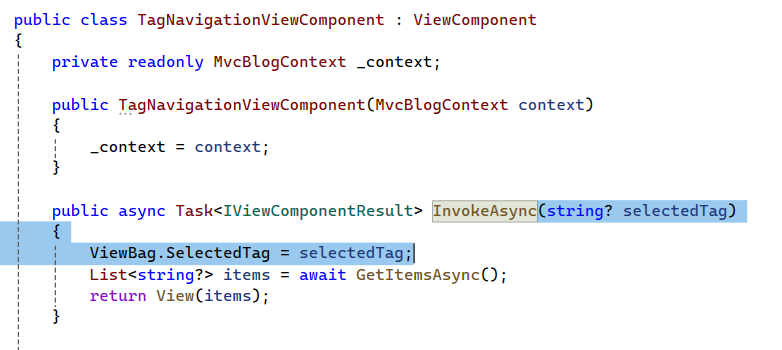 public class TagNavigationViewComponent : ViewComponent
{
private readonly MvcBlogContext _context;
public TagNavigationViewComponent(MvcBlogContext context)
{
_context = context;
}
public async Task<IViewComponentResult> InvokeAsync(string? selectedTag)
{
ViewBag.SelectedTag = selectedTag;
List<string?> items = await GetItemsAsync();
return View(items);
}